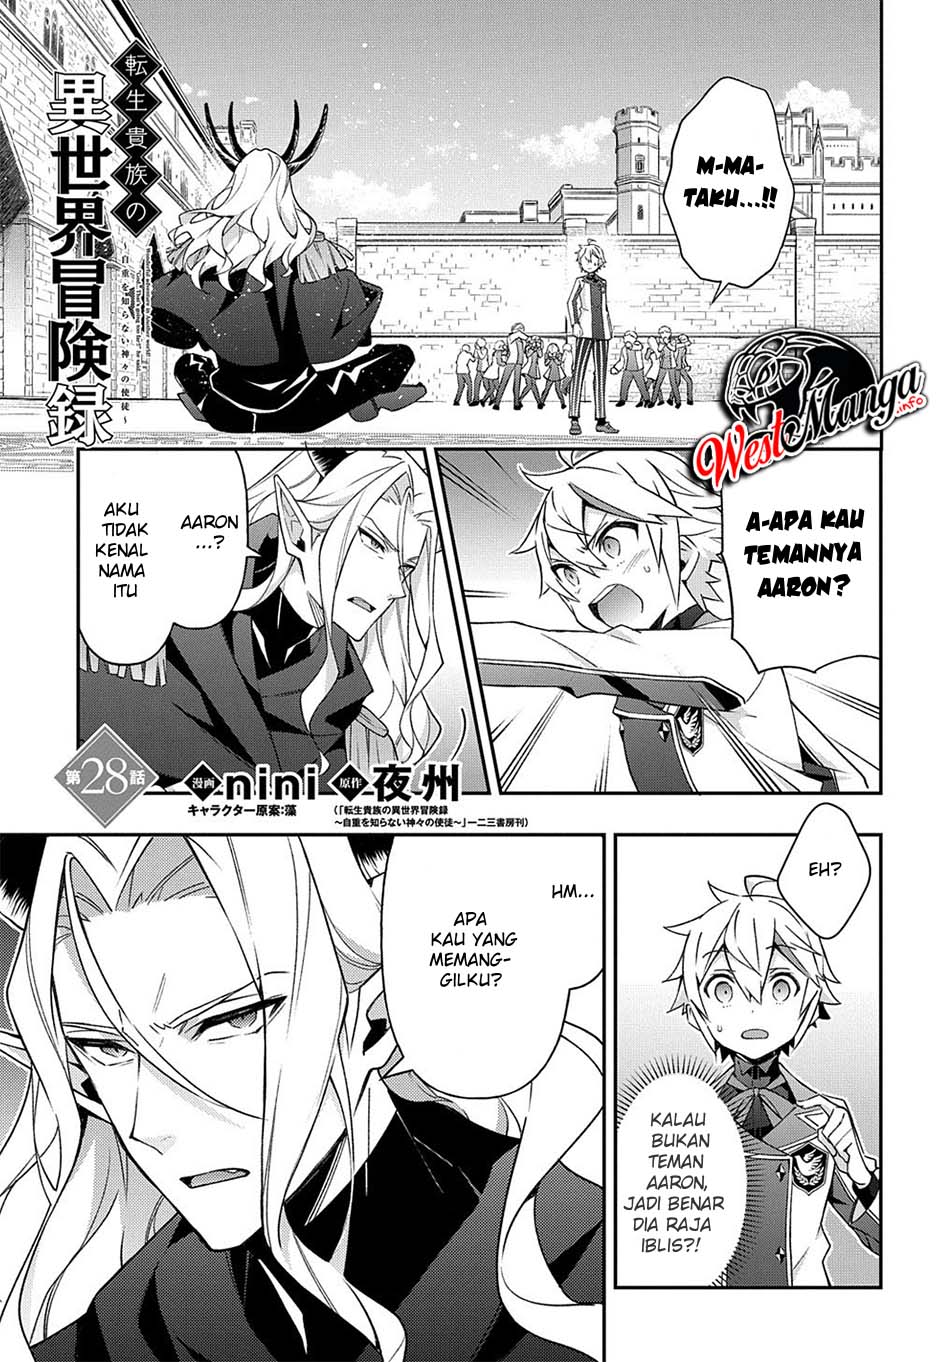 転生貴族の
異世界冒険録
~自重を知らない神々の使徒~
M-MA-
TAKU...!!
WestManga
.info
A-APA KAU
TEMANNYA
AARON?
AARON
...?
AKU
TIDAK
KENAL
NAMA
ITU
第28話
漫画 nini 原作 夜州
キャラクター原案:藻
(「転生貴族の異世界冒険録
~自重を知らない神々の使徒~」一二三書房刊)
EH?
KALAU
BUKAN
TEMAN
AARON,
JADI BENAR
DIA RAJA
IBLIS?!
HM...
APA
KAU YANG
MEMANG-
GILKU?